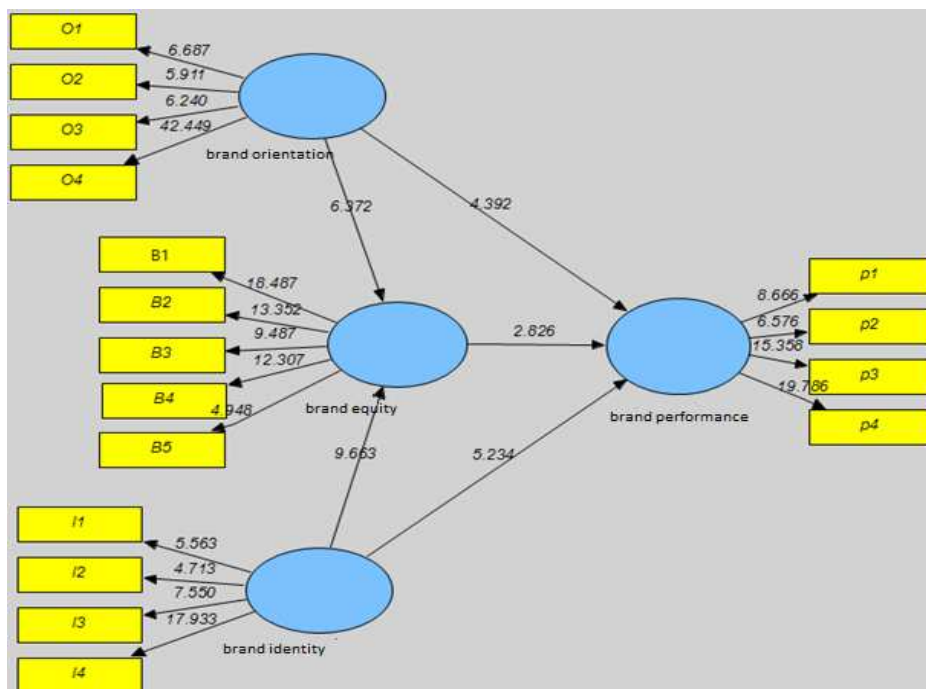 O1
6.687
O2
5.911
O3
6.240
O4
42.449
brand orientation
6.372
4.392
B1
18.487
B2
13.352
B3
9.487
B4
12.307
B5
4.948
brand equity
2.826
p1
8.666
p2
6.576
p3
15.358
p4
19.786
brand performance
9.663
5.234
I1
5.563
I2
4.713
I3
7.550
I4
17.933
brand identity